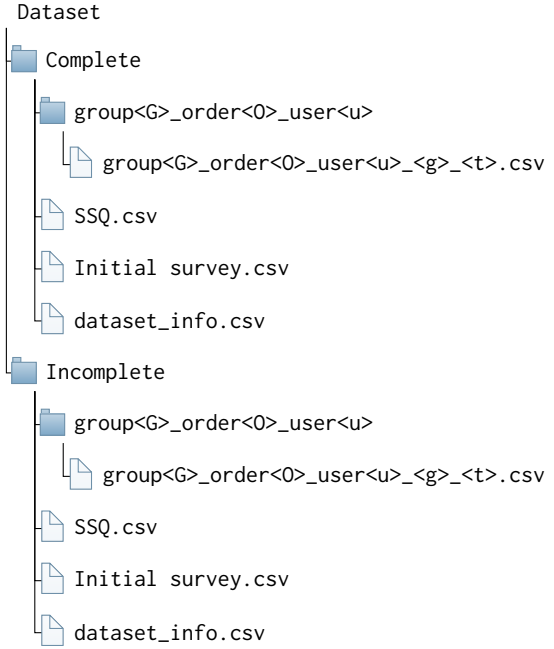 Dataset
Complete
group<G>_order<O>_user<u>
group<G>_order<O>_user<u>_<g>_<t>.csv
SSQ.csv
Initial survey.csv
dataset_info.csv
Incomplete
group<G>_order<O>_user<u>
group<G>_order<O>_user<u>_<g>_<t>.csv
SSQ.csv
Initial survey.csv
dataset_info.csv